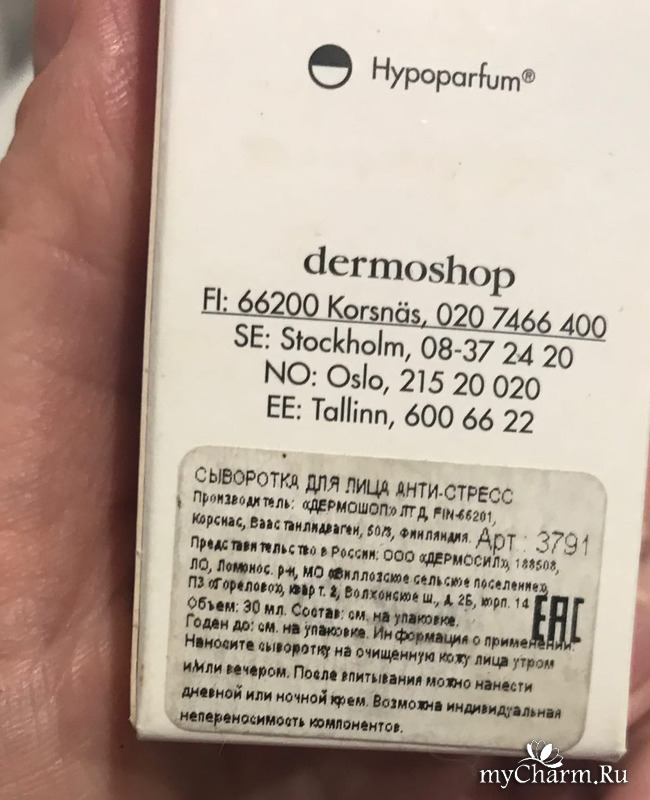 Hypoparfum®
dermoshop
FI: 66200 Korsnäs, 020 7466 400
SE: Stockholm, 08-37 24 20
NO: Oslo, 215 20 020
EE: Tallinn, 600 66 22
СЫВОРОТКА ДЛЯ ЛИЦА АНТИ-СТРЕСС
Производитель: «ДЕРМОШОП» ЛТД, FIN-66201,
Корснас, Ваастанлидваген, 50/3, Финляндия. Арт: 3791
Представительство в России: ООО «ДЕРМОСИЛ», 188508,
ЛО, Ломонос. р-н, МО «Виллозское сельское поселение»,
ПЗ «Горелово», кварт. 2, Волхонское ш., д. 2Б, корп. 14
Объем: 30 мл. Состав: см. на упаковке.
EAC
Годен до: см. на упаковке. Информация о применении:
Наносите сыворотку на очищенную кожу лица утром
и/или вечером. После впитывания можно нанести
дневной или ночной крем. Возможна индивидуальная
непереносимость компонентов.
myCharm.Ru